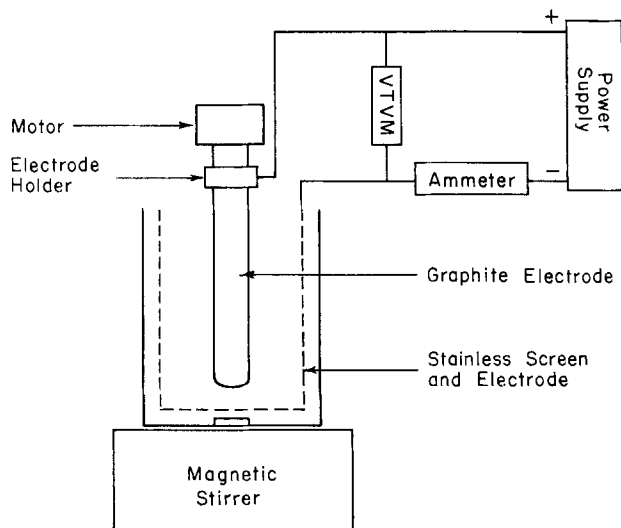 +
Power
Supply
VTVM
Motor
Electrode
Holder
Ammeter
−
Graphite Electrode
Stainless Screen
and Electrode
Magnetic
Stirrer